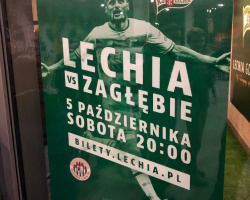 LECHIA
VS ZAGŁĘBIE
5 PAŹDZIERNIKA
SOBOTA 20:00
BILETY.LECHIA.PL